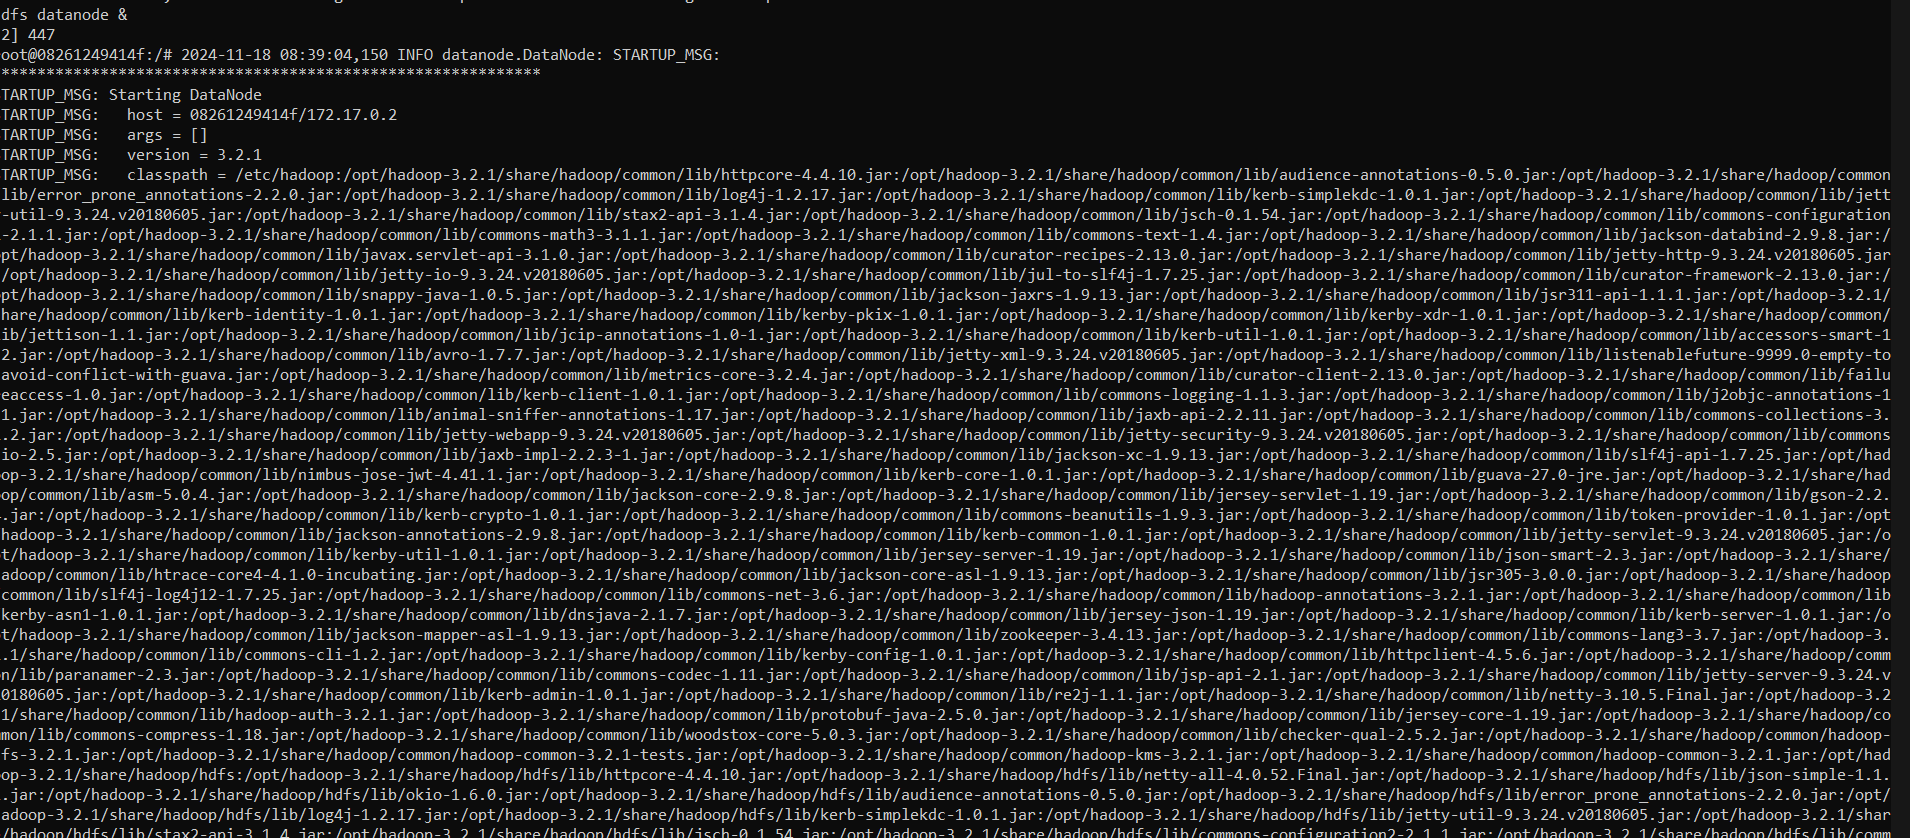 dfs datanode &
2] 447
oot@08261249414f:/# 2024-11-18 08:39:04,150 INFO datanode.DataNode: STARTUP_MSG:
************************************************************
TARTUP_MSG: Starting DataNode
TARTUP_MSG:   host = 08261249414f/172.17.0.2
TARTUP_MSG:   args = []
TARTUP_MSG:   version = 3.2.1
TARTUP_MSG:   classpath = /etc/hadoop:/opt/hadoop-3.2.1/share/hadoop/common/lib/httpcore-4.4.10.jar:/opt/hadoop-3.2.1/share/hadoop/common/lib/audience-annotations-0.5.0.jar:/opt/hadoop-3.2.1/share/hadoop/common
lib/error_prone_annotations-2.2.0.jar:/opt/hadoop-3.2.1/share/hadoop/common/lib/log4j-1.2.17.jar:/opt/hadoop-3.2.1/share/hadoop/common/lib/kerb-simplekdc-1.0.1.jar:/opt/hadoop-3.2.1/share/hadoop/common/lib/jett
-util-9.3.24.v20180605.jar:/opt/hadoop-3.2.1/share/hadoop/common/lib/stax2-api-3.1.4.jar:/opt/hadoop-3.2.1/share/hadoop/common/lib/jsch-0.1.54.jar:/opt/hadoop-3.2.1/share/hadoop/common/lib/commons-configuration
-2.1.1.jar:/opt/hadoop-3.2.1/share/hadoop/common/lib/commons-math3-3.1.1.jar:/opt/hadoop-3.2.1/share/hadoop/common/lib/commons-text-1.4.jar:/opt/hadoop-3.2.1/share/hadoop/common/lib/jackson-databind-2.9.8.jar:/
pt/hadoop-3.2.1/share/hadoop/common/lib/javax.servlet-api-3.1.0.jar:/opt/hadoop-3.2.1/share/hadoop/common/lib/curator-recipes-2.13.0.jar:/opt/hadoop-3.2.1/share/hadoop/common/lib/jetty-http-9.3.24.v20180605.jar
/opt/hadoop-3.2.1/share/hadoop/common/lib/jetty-io-9.3.24.v20180605.jar:/opt/hadoop-3.2.1/share/hadoop/common/lib/jul-to-slf4j-1.7.25.jar:/opt/hadoop-3.2.1/share/hadoop/common/lib/curator-framework-2.13.0.jar:/
pt/hadoop-3.2.1/share/hadoop/common/lib/snappy-java-1.0.5.jar:/opt/hadoop-3.2.1/share/hadoop/common/lib/jackson-jaxrs-1.9.13.jar:/opt/hadoop-3.2.1/share/hadoop/common/lib/jsr311-api-1.1.1.jar:/opt/hadoop-3.2.1/
hare/hadoop/common/lib/kerb-identity-1.0.1.jar:/opt/hadoop-3.2.1/share/hadoop/common/lib/kerby-pkix-1.0.1.jar:/opt/hadoop-3.2.1/share/hadoop/common/lib/kerby-xdr-1.0.1.jar:/opt/hadoop-3.2.1/share/hadoop/common/
ib/jettison-1.1.jar:/opt/hadoop-3.2.1/share/hadoop/common/lib/jcip-annotations-1.0-1.jar:/opt/hadoop-3.2.1/share/hadoop/common/lib/kerb-util-1.0.1.jar:/opt/hadoop-3.2.1/share/hadoop/common/lib/accessors-smart-1
2.jar:/opt/hadoop-3.2.1/share/hadoop/common/lib/avro-1.7.7.jar:/opt/hadoop-3.2.1/share/hadoop/common/lib/jetty-xml-9.3.24.v20180605.jar:/opt/hadoop-3.2.1/share/hadoop/common/lib/listenablefuture-9999.0-empty-to
avoid-conflict-with-guava.jar:/opt/hadoop-3.2.1/share/hadoop/common/lib/metrics-core-3.2.4.jar:/opt/hadoop-3.2.1/share/hadoop/common/lib/curator-client-2.13.0.jar:/opt/hadoop-3.2.1/share/hadoop/common/lib/failu
eaccess-1.0.jar:/opt/hadoop-3.2.1/share/hadoop/common/lib/kerb-client-1.0.1.jar:/opt/hadoop-3.2.1/share/hadoop/common/lib/commons-logging-1.1.3.jar:/opt/hadoop-3.2.1/share/hadoop/common/lib/j2objc-annotations-1
1.jar:/opt/hadoop-3.2.1/share/hadoop/common/lib/animal-sniffer-annotations-1.17.jar:/opt/hadoop-3.2.1/share/hadoop/common/lib/jaxb-api-2.2.11.jar:/opt/hadoop-3.2.1/share/hadoop/common/lib/commons-collections-3.
.2.jar:/opt/hadoop-3.2.1/share/hadoop/common/lib/jetty-webapp-9.3.24.v20180605.jar:/opt/hadoop-3.2.1/share/hadoop/common/lib/jetty-security-9.3.24.v20180605.jar:/opt/hadoop-3.2.1/share/hadoop/common/lib/commons
io-2.5.jar:/opt/hadoop-3.2.1/share/hadoop/common/lib/jaxb-impl-2.2.3-1.jar:/opt/hadoop-3.2.1/share/hadoop/common/lib/jackson-xc-1.9.13.jar:/opt/hadoop-3.2.1/share/hadoop/common/lib/slf4j-api-1.7.25.jar:/opt/had
op-3.2.1/share/hadoop/common/lib/nimbus-jose-jwt-4.41.1.jar:/opt/hadoop-3.2.1/share/hadoop/common/lib/kerb-core-1.0.1.jar:/opt/hadoop-3.2.1/share/hadoop/common/lib/guava-27.0-jre.jar:/opt/hadoop-3.2.1/share/had
op/common/lib/asm-5.0.4.jar:/opt/hadoop-3.2.1/share/hadoop/common/lib/jackson-core-2.9.8.jar:/opt/hadoop-3.2.1/share/hadoop/common/lib/jersey-servlet-1.19.jar:/opt/hadoop-3.2.1/share/hadoop/common/lib/gson-2.2.
.jar:/opt/hadoop-3.2.1/share/hadoop/common/lib/kerb-crypto-1.0.1.jar:/opt/hadoop-3.2.1/share/hadoop/common/lib/commons-beanutils-1.9.3.jar:/opt/hadoop-3.2.1/share/hadoop/common/lib/token-provider-1.0.1.jar:/opt
hadoop-3.2.1/share/hadoop/common/lib/jackson-annotations-2.9.8.jar:/opt/hadoop-3.2.1/share/hadoop/common/lib/kerb-common-1.0.1.jar:/opt/hadoop-3.2.1/share/hadoop/common/lib/jetty-servlet-9.3.24.v20180605.jar:/o
t/hadoop-3.2.1/share/hadoop/common/lib/kerby-util-1.0.1.jar:/opt/hadoop-3.2.1/share/hadoop/common/lib/jersey-server-1.19.jar:/opt/hadoop-3.2.1/share/hadoop/common/lib/json-smart-2.3.jar:/opt/hadoop-3.2.1/share/
adoop/common/lib/htrace-core4-4.1.0-incubating.jar:/opt/hadoop-3.2.1/share/hadoop/common/lib/jackson-core-asl-1.9.13.jar:/opt/hadoop-3.2.1/share/hadoop/common/lib/jsr305-3.0.0.jar:/opt/hadoop-3.2.1/share/hadoop
common/lib/slf4j-log4j12-1.7.25.jar:/opt/hadoop-3.2.1/share/hadoop/common/lib/commons-net-3.6.jar:/opt/hadoop-3.2.1/share/hadoop/common/lib/hadoop-annotations-3.2.1.jar:/opt/hadoop-3.2.1/share/hadoop/common/lib
kerby-asn1-1.0.1.jar:/opt/hadoop-3.2.1/share/hadoop/common/lib/dnsjava-2.1.7.jar:/opt/hadoop-3.2.1/share/hadoop/common/lib/jersey-json-1.19.jar:/opt/hadoop-3.2.1/share/hadoop/common/lib/kerb-server-1.0.1.jar:/o
t/hadoop-3.2.1/share/hadoop/common/lib/jackson-mapper-asl-1.9.13.jar:/opt/hadoop-3.2.1/share/hadoop/common/lib/zookeeper-3.4.13.jar:/opt/hadoop-3.2.1/share/hadoop/common/lib/commons-lang3-3.7.jar:/opt/hadoop-3.
.1/share/hadoop/common/lib/commons-cli-1.2.jar:/opt/hadoop-3.2.1/share/hadoop/common/lib/kerby-config-1.0.1.jar:/opt/hadoop-3.2.1/share/hadoop/common/lib/httpclient-4.5.6.jar:/opt/hadoop-3.2.1/share/hadoop/comm
n/lib/paranamer-2.3.jar:/opt/hadoop-3.2.1/share/hadoop/common/lib/commons-codec-1.11.jar:/opt/hadoop-3.2.1/share/hadoop/common/lib/jsp-api-2.1.jar:/opt/hadoop-3.2.1/share/hadoop/common/lib/jetty-server-9.3.24.v
0180605.jar:/opt/hadoop-3.2.1/share/hadoop/common/lib/kerb-admin-1.0.1.jar:/opt/hadoop-3.2.1/share/hadoop/common/lib/re2j-1.1.jar:/opt/hadoop-3.2.1/share/hadoop/common/lib/netty-3.10.5.Final.jar:/opt/hadoop-3.2
1/share/hadoop/common/lib/hadoop-auth-3.2.1.jar:/opt/hadoop-3.2.1/share/hadoop/common/lib/protobuf-java-2.5.0.jar:/opt/hadoop-3.2.1/share/hadoop/common/lib/jersey-core-1.19.jar:/opt/hadoop-3.2.1/share/hadoop/co
mon/lib/commons-compress-1.18.jar:/opt/hadoop-3.2.1/share/hadoop/common/lib/woodstox-core-5.0.3.jar:/opt/hadoop-3.2.1/share/hadoop/common/lib/checker-qual-2.5.2.jar:/opt/hadoop-3.2.1/share/hadoop/common/hadoop-
fs-3.2.1.jar:/opt/hadoop-3.2.1/share/hadoop/common/hadoop-common-3.2.1-tests.jar:/opt/hadoop-3.2.1/share/hadoop/common/hadoop-kms-3.2.1.jar:/opt/hadoop-3.2.1/share/hadoop/common/hadoop-common-3.2.1.jar:/opt/had
op-3.2.1/share/hadoop/hdfs:/opt/hadoop-3.2.1/share/hadoop/hdfs/lib/httpcore-4.4.10.jar:/opt/hadoop-3.2.1/share/hadoop/hdfs/lib/netty-all-4.0.52.Final.jar:/opt/hadoop-3.2.1/share/hadoop/hdfs/lib/json-simple-1.1.
.jar:/opt/hadoop-3.2.1/share/hadoop/hdfs/lib/okio-1.6.0.jar:/opt/hadoop-3.2.1/share/hadoop/hdfs/lib/audience-annotations-0.5.0.jar:/opt/hadoop-3.2.1/share/hadoop/hdfs/lib/error_prone_annotations-2.2.0.jar:/opt/
adoop-3.2.1/share/hadoop/hdfs/lib/log4j-1.2.17.jar:/opt/hadoop-3.2.1/share/hadoop/hdfs/lib/kerb-simplekdc-1.0.1.jar:/opt/hadoop-3.2.1/share/hadoop/hdfs/lib/jetty-util-9.3.24.v20180605.jar:/opt/hadoop-3.2.1/shar
/hadoop/hdfs/lib/stax2-api-3.1.4.jar:/opt/hadoop-3.2.1/share/hadoop/hdfs/lib/jsch-0.1.54.jar:/opt/hadoop-3.2.1/share/hadoop/hdfs/lib/commons-configuration2-2.1.1.jar:/opt/hadoop-3.2.1/share/hadoop/hdfs/lib/comm